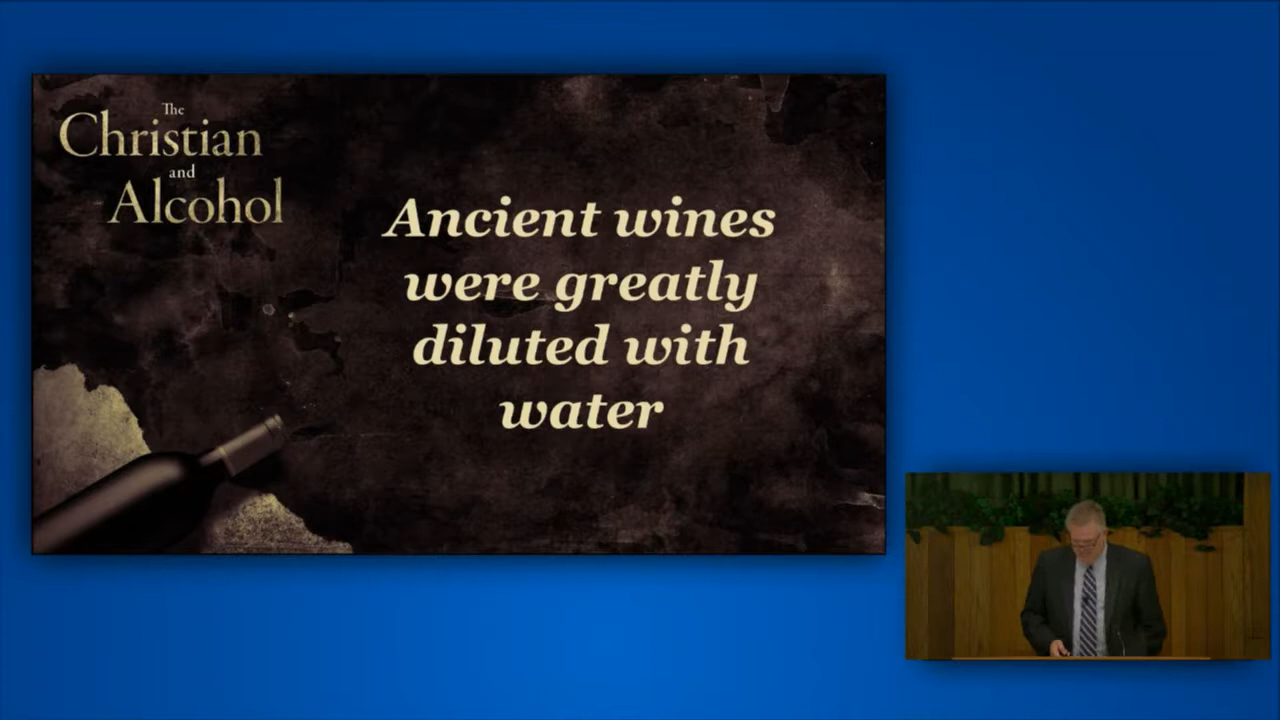 The
Christian
and
Alcohol
Ancient wines
were greatly
diluted with
water